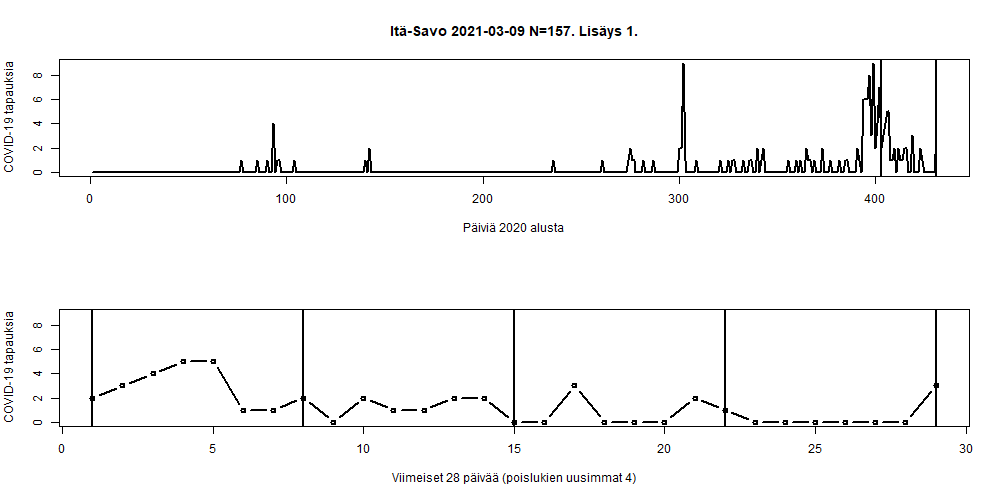 Itä-Savo 2021-03-09 N=157. Lisäys 1.
COVID-19 tapauksia
8
6
4
2
0
0 100 200 300 400
Päiviä 2020 alusta
COVID-19 tapauksia
8
6
4
2
0
0 5 10 15 20 25 30
Viimeiset 28 päivää (poislukien uusimmat 4)